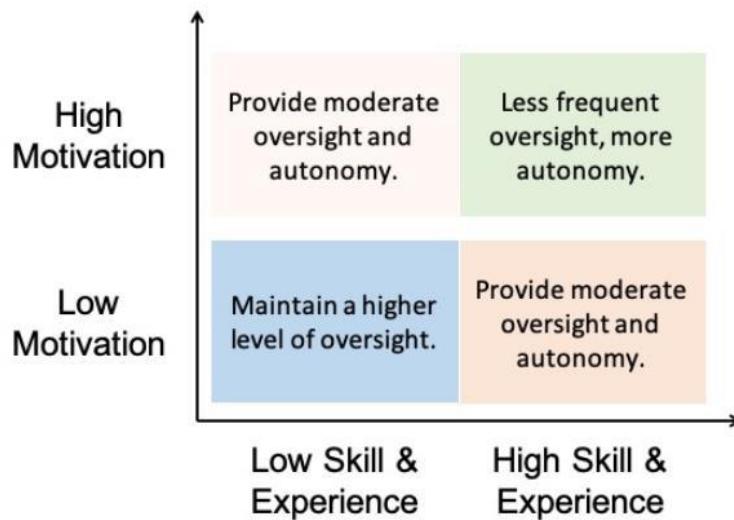 High
Motivation
Provide moderate
oversight and
autonomy.
Less frequent
oversight, more
autonomy.
Low
Motivation
Maintain a higher
level of oversight.
Provide moderate
oversight and
autonomy.
Low Skill &
Experience
High Skill &
Experience